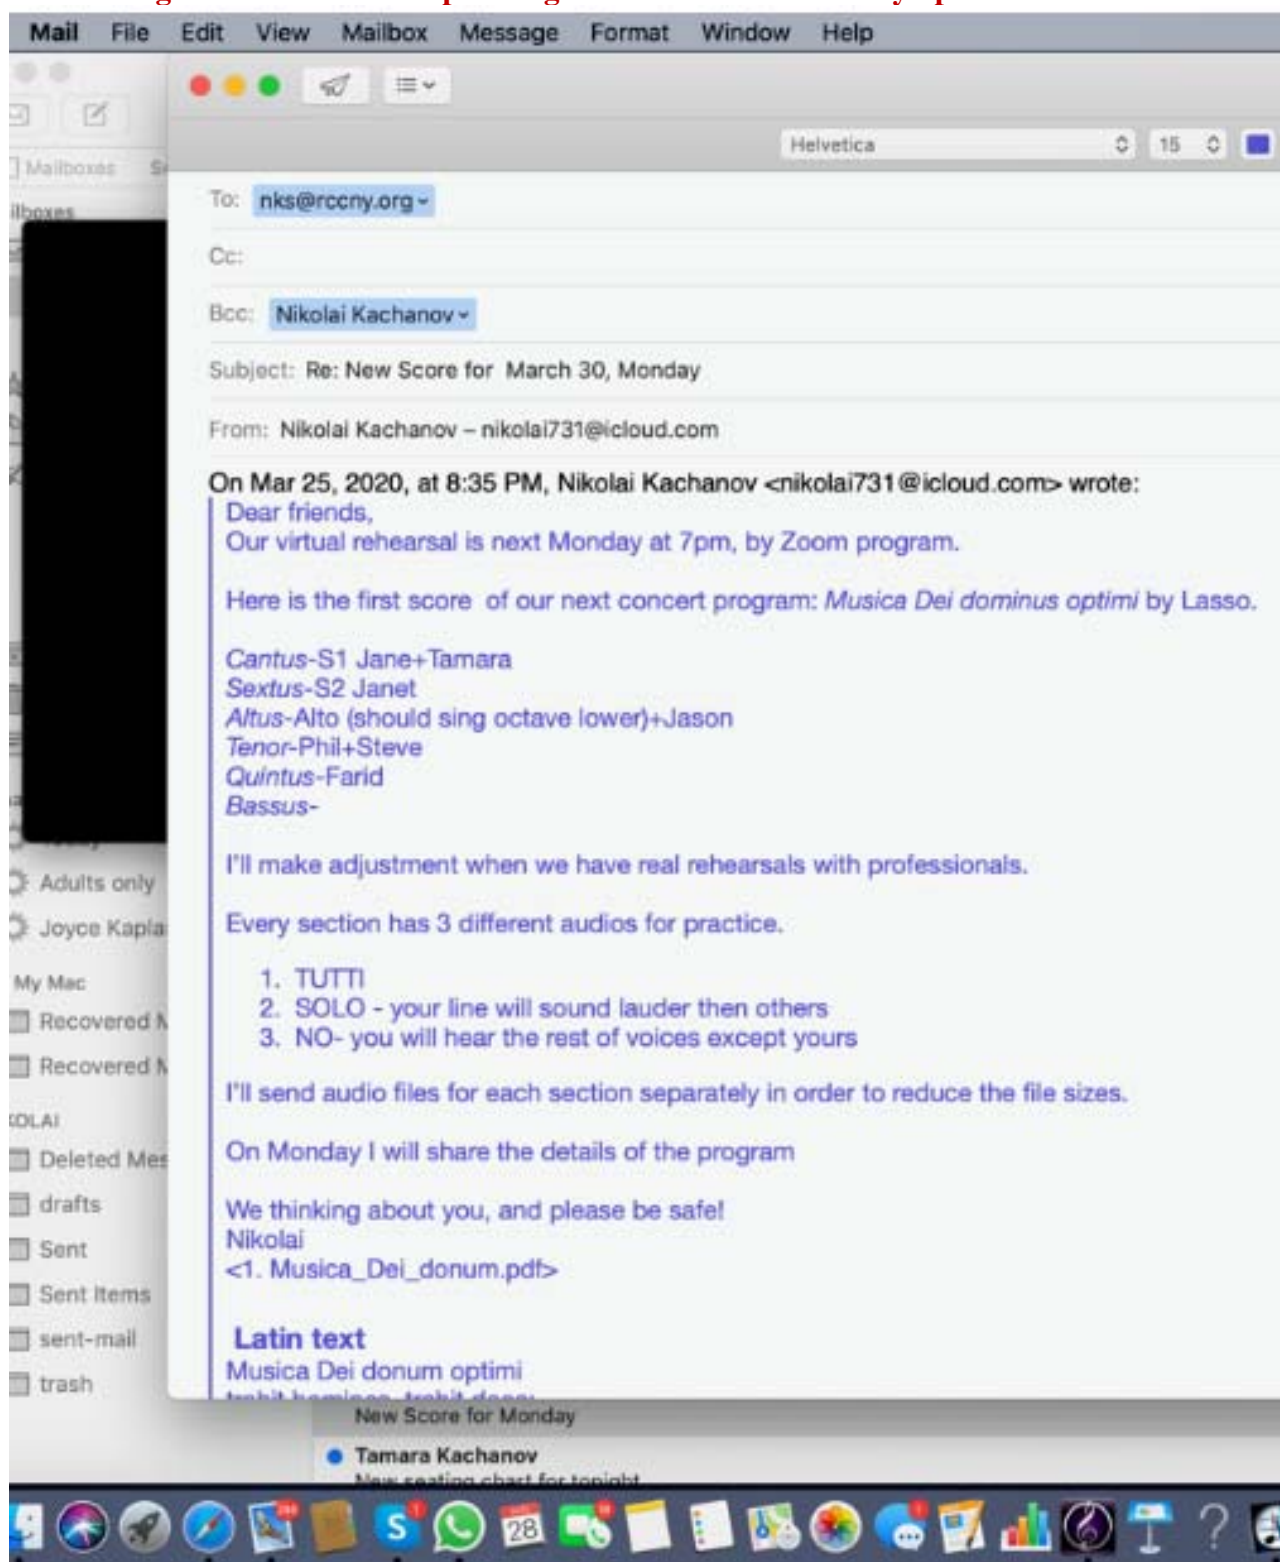 Mail File Edit View Mailbox Message Format Window Help
Helvetica 15
Mailboxes
To: nks@rccny.org
Cc:
Bcc: Nikolai Kachanov
Subject: Re: New Score for March 30, Monday
From: Nikolai Kachanov – nikolai731@icloud.com
On Mar 25, 2020, at 8:35 PM, Nikolai Kachanov <nikolai731@icloud.com> wrote:
Dear friends,
Our virtual rehearsal is next Monday at 7pm, by Zoom program.
Here is the first score of our next concert program: Musica Dei dominus optimi by Lasso.
Cantus-S1 Jane+Tamara
Sextus-S2 Janet
Altus-Alto (should sing octave lower)+Jason
Tenor-Phil+Steve
Quintus-Farid
Bassus-
I'll make adjustment when we have real rehearsals with professionals.
Every section has 3 different audios for practice.
1. TUTTI
2. SOLO - your line will sound lauder then others
3. NO- you will hear the rest of voices except yours
I'll send audio files for each section separately in order to reduce the file sizes.
On Monday I will share the details of the program
We thinking about you, and please be safe!
Nikolai
<1. Musica_Dei_donum.pdf>
Latin text
Musica Dei donum optimi
Adults only
Joyce Kapla
My Mac
Recovered M
Recovered M
KOLAI
Deleted Mes
drafts
Sent
Sent Items
sent-mail
trash
New Score for Monday
Tamara Kachanov
New seating chart for tonight
28